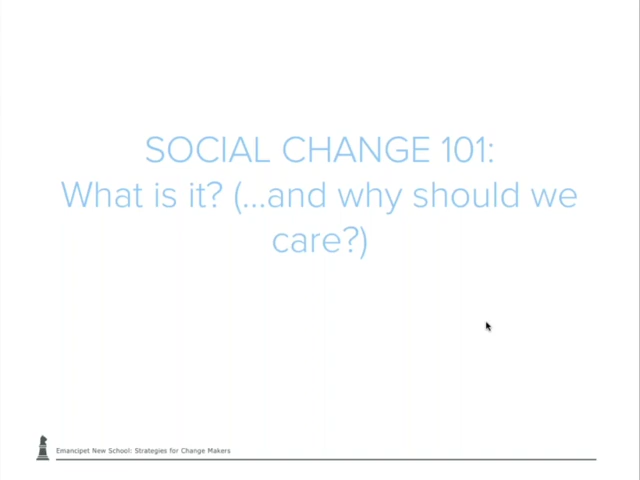 SOCIAL CHANGE 101:
What is it? (...and why should we
care?)
Emancipet New School: Strategies for Change Makers